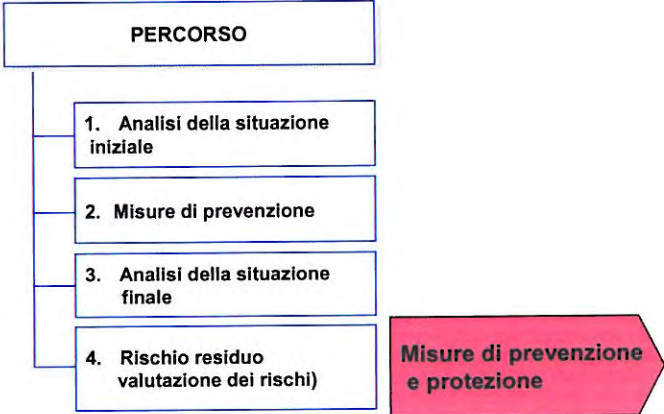 PERCORSO
1. Analisi della situazione
iniziale
2. Misure di prevenzione
3. Analisi della situazione
finale
4. Rischio residuo
valutazione dei rischi)
Misure di prevenzione
e protezione